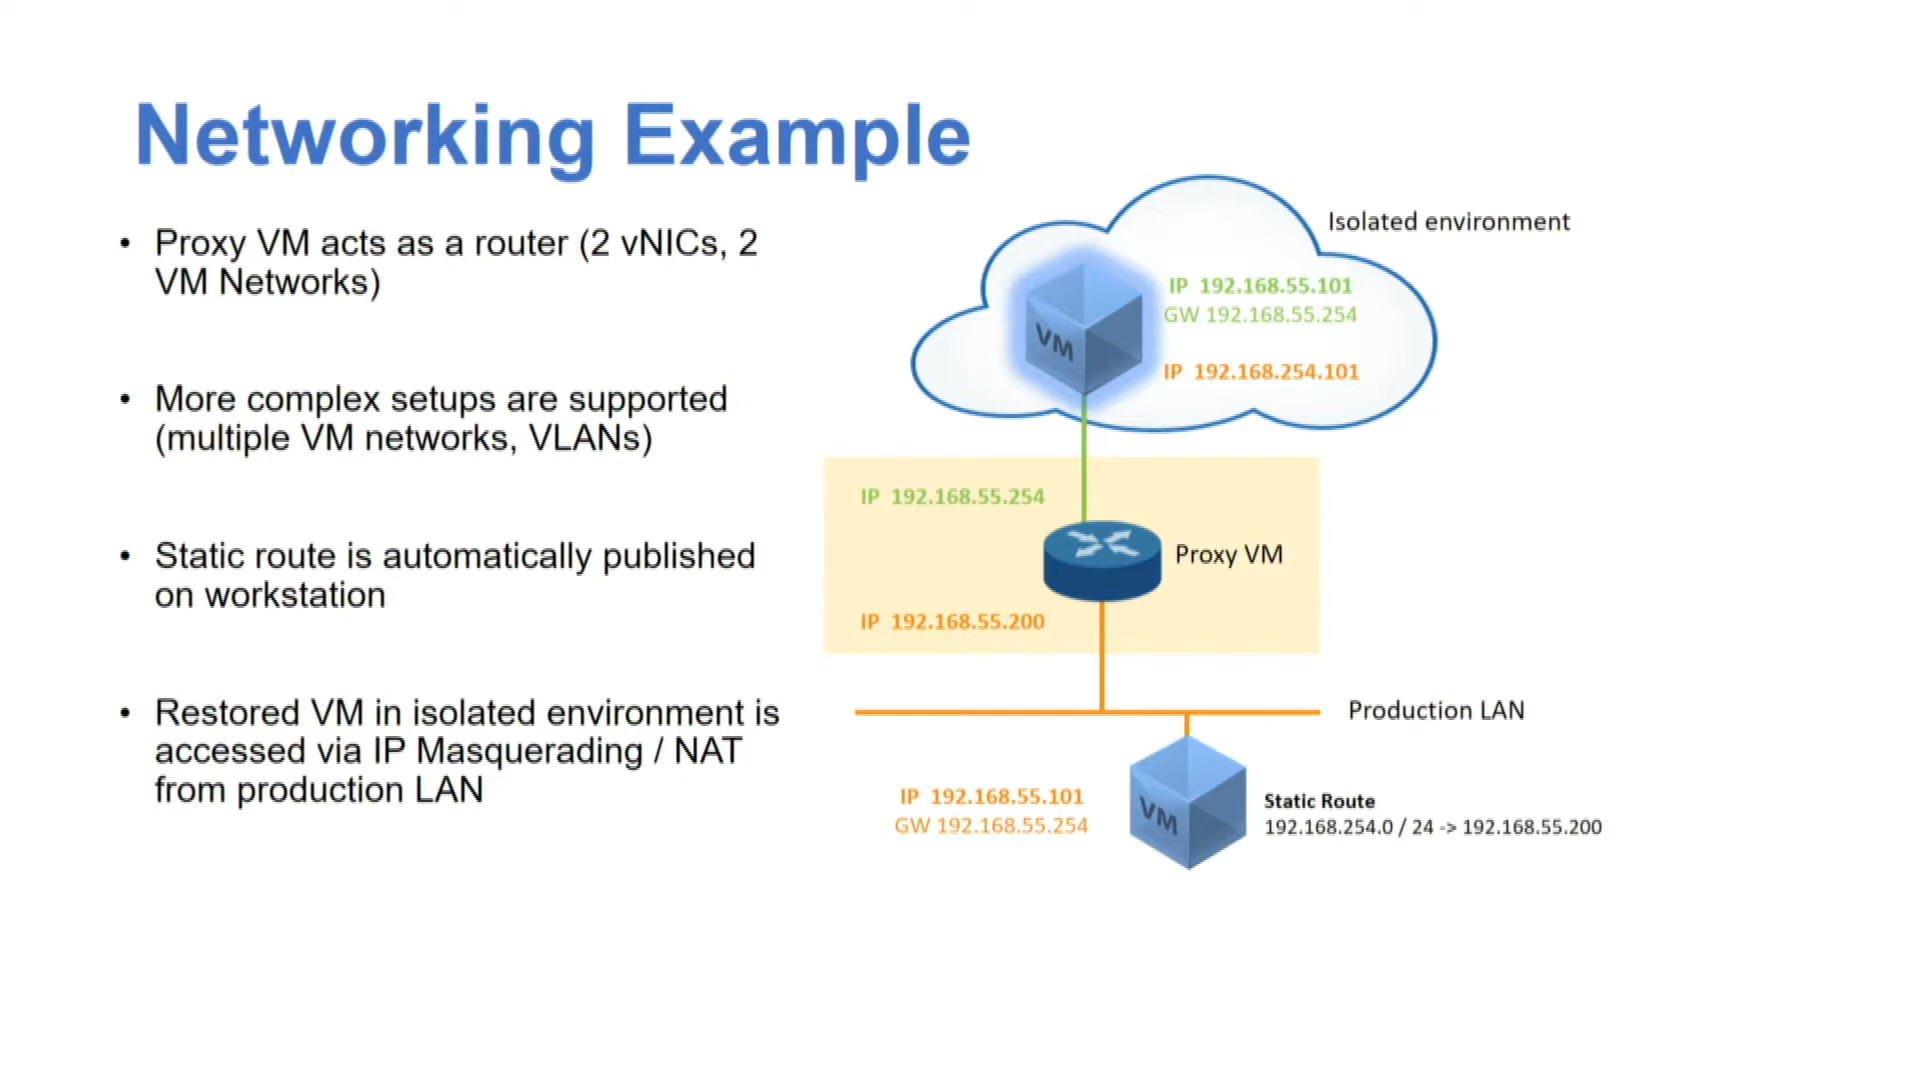 Networking Example
• Proxy VM acts as a router (2 vNICs, 2
VM Networks)
• More complex setups are supported
(multiple VM networks, VLANs)
• Static route is automatically published
on workstation
• Restored VM in isolated environment is
accessed via IP Masquerading / NAT
from production LAN
Isolated environment
IP 192.168.55.101
GW 192.168.55.254
VM
IP 192.168.254.101
IP 192.168.55.254
Proxy VM
IP 192.168.55.200
Production LAN
IP 192.168.55.101
GW 192.168.55.254
VM
Static Route
192.168.254.0 / 24 -> 192.168.55.200